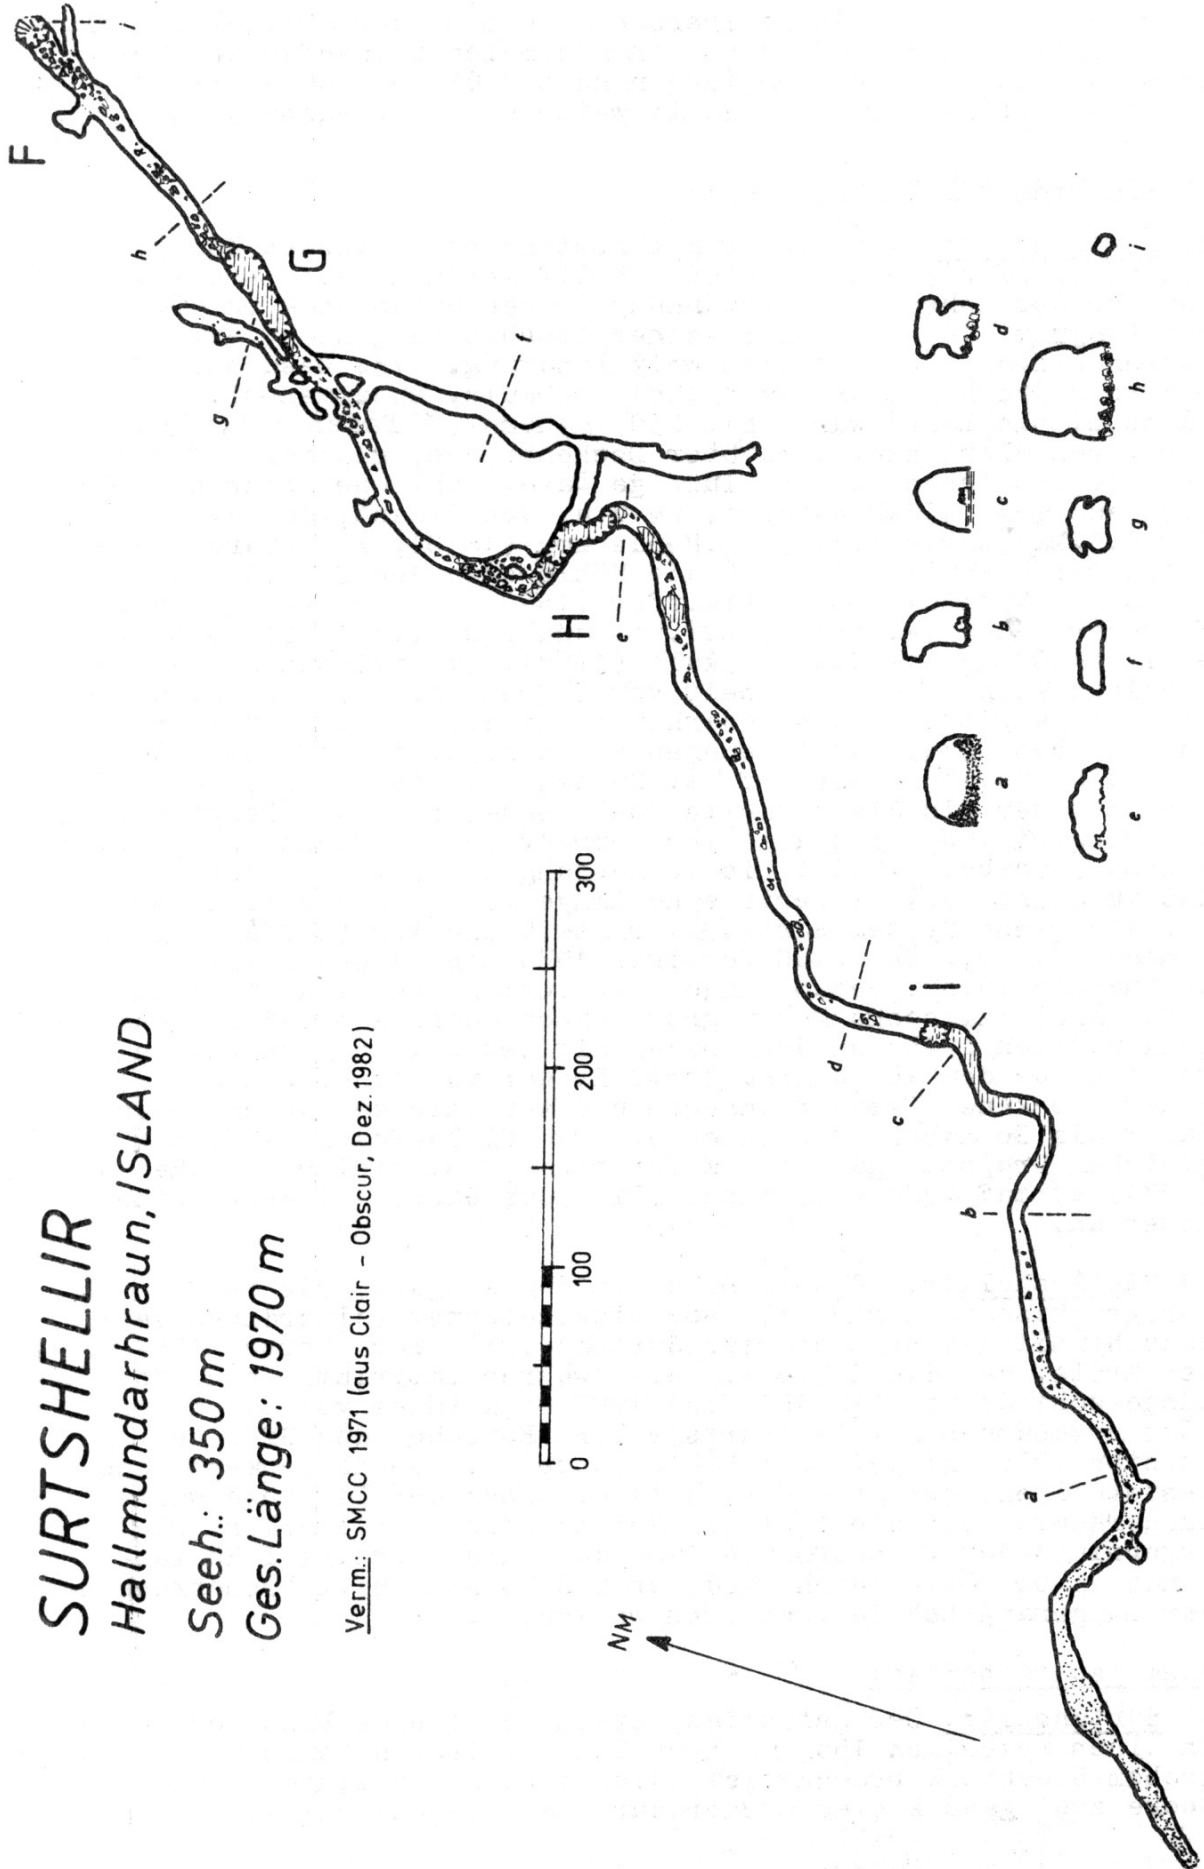 SURTSHELLIR
Hallmundarhraun, ISLAND
Seeh.: 350 m
Ges. Länge: 1970 m
Verm.: SMCC 1971 (aus Clair - Obscur, Dez. 1982)
0 100 200 300
NM
a
b
c
d
e
f
g
h
i
i
H
G
F
a b c d
e f g h i